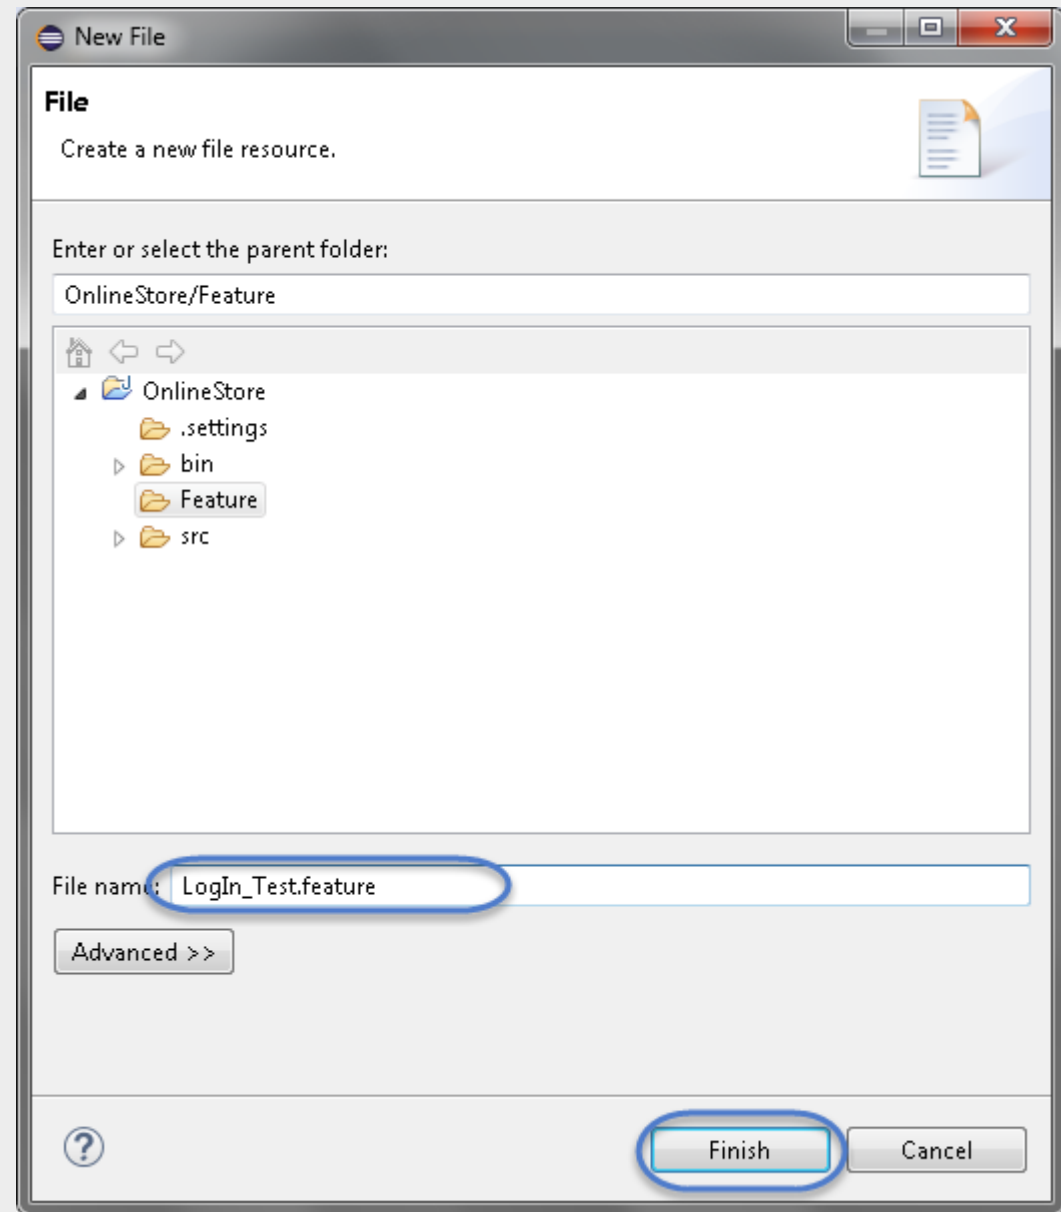 New File
File
Create a new file resource.
Enter or select the parent folder:
OnlineStore/Feature
OnlineStore
.settings
bin
Feature
src
File name: LogIn_Test.feature
Advanced >>
Finish Cancel